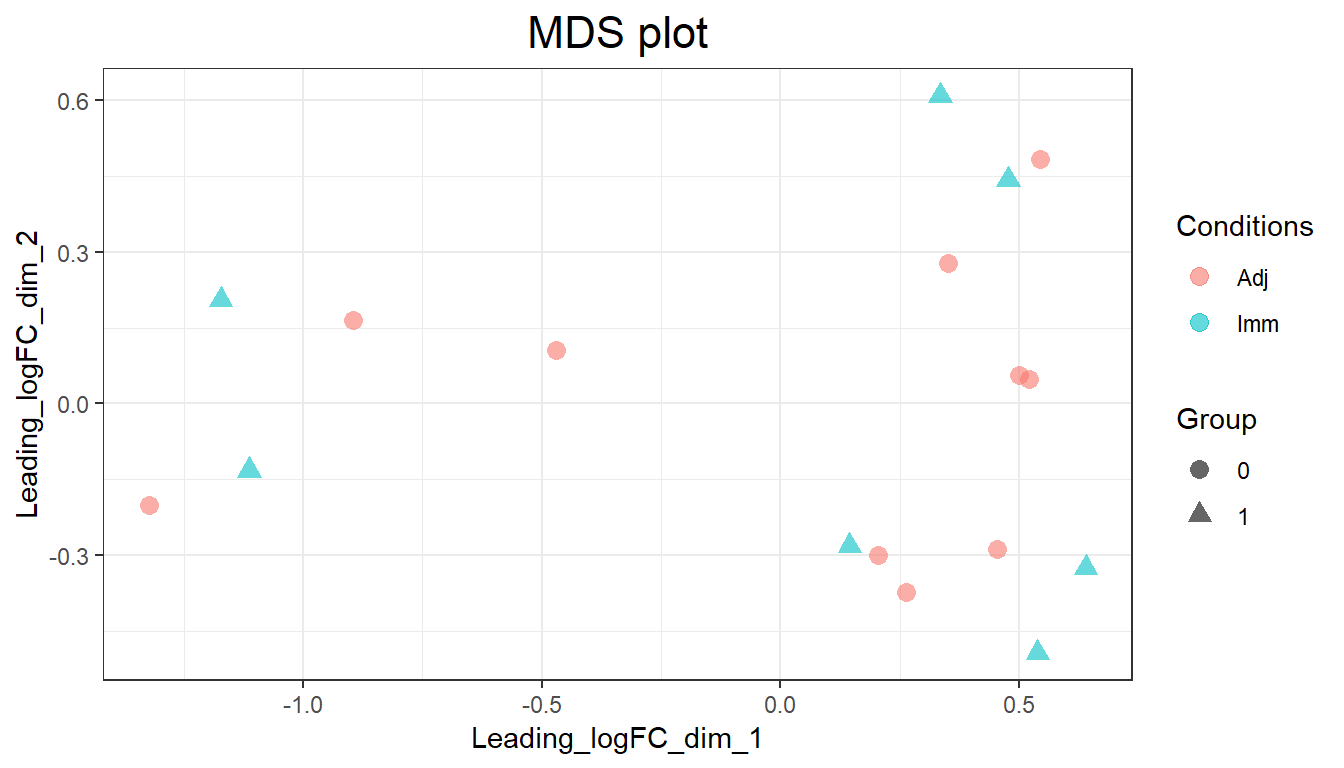 MDS plot
Leading_logFC_dim_2
0.6
0.3
0.0
-0.3
-1.0
-0.5
0.0
0.5
Leading_logFC_dim_1
Conditions
Adj
Imm
Group
0
1